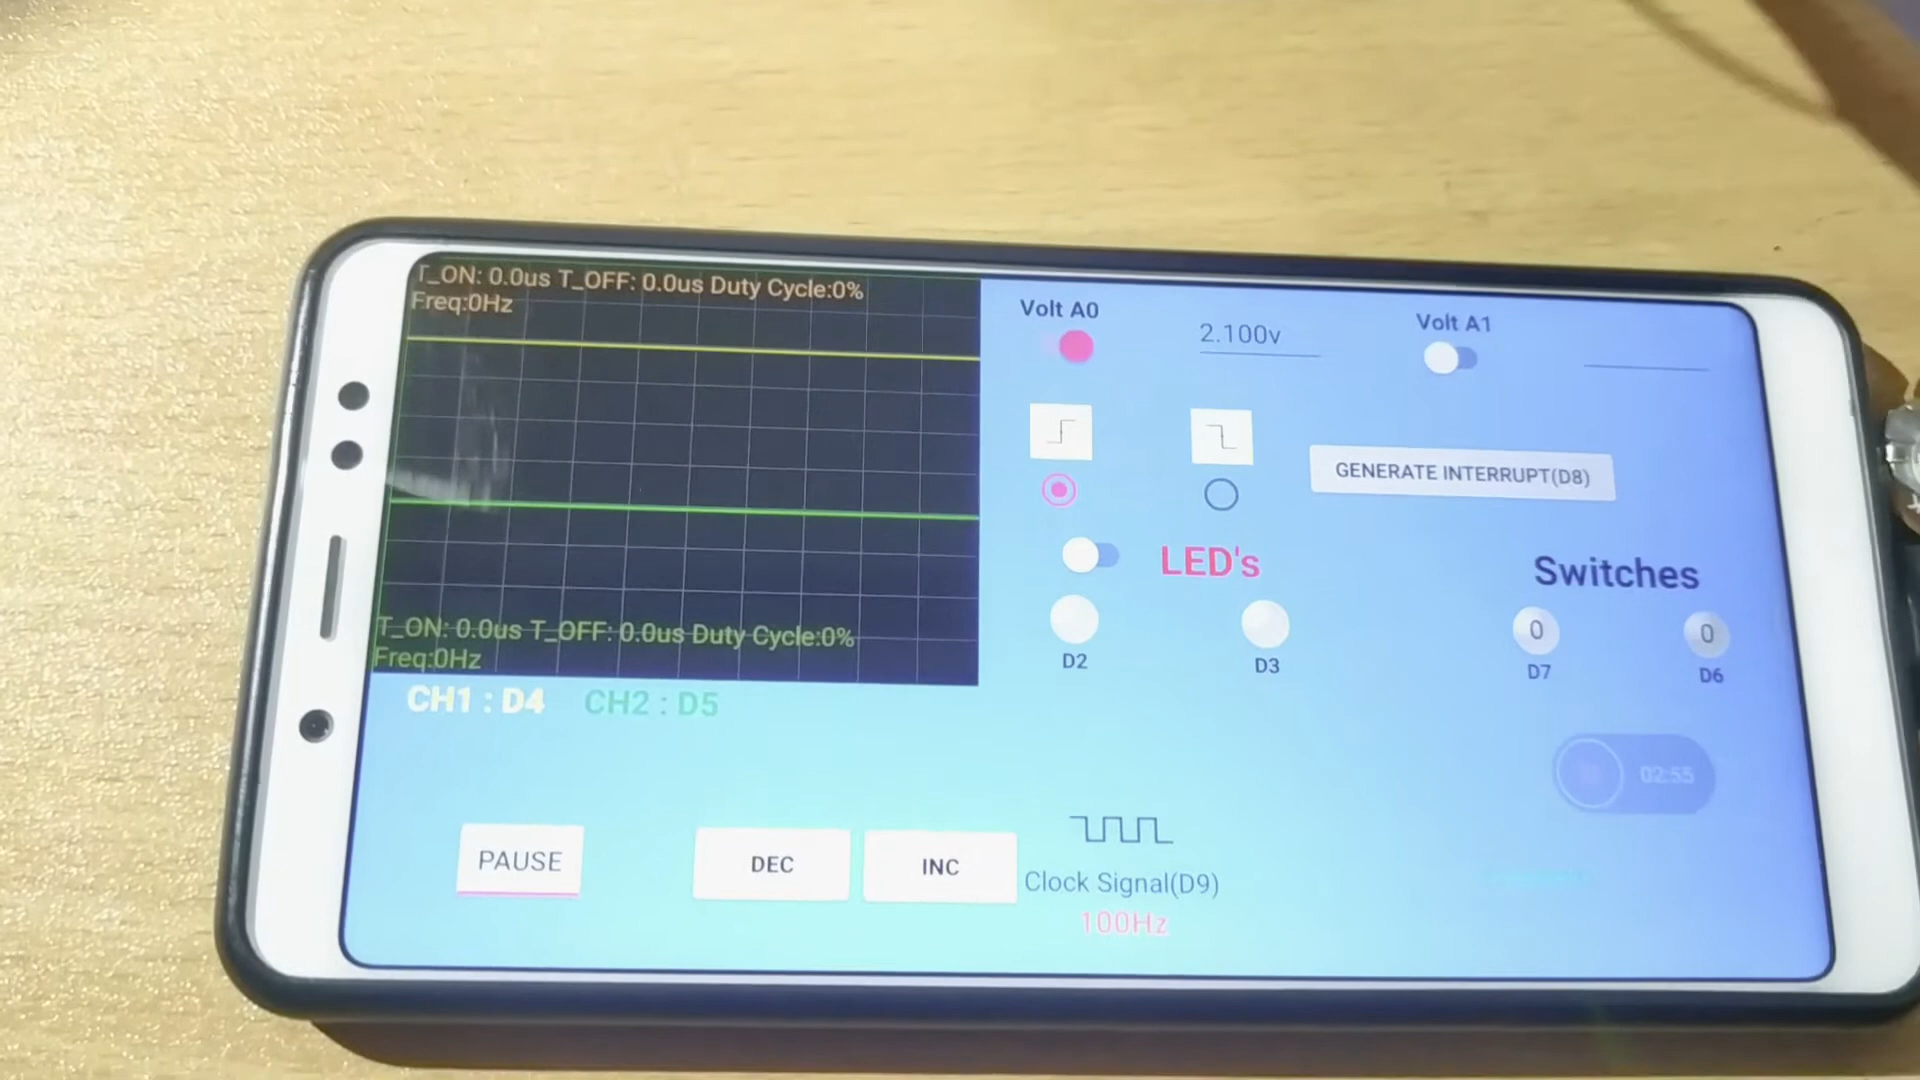 T_ON: 0.0us T_OFF: 0.0us Duty Cycle:0%
Freq:0Hz
Volt A0
2.100v
Volt A1
GENERATE INTERRUPT(D8)
LED's
Switches
D2
D3
0
D7
0
D6
T_ON: 0.0us T_OFF: 0.0us Duty Cycle:0%
Freq:0Hz
CH1 : D4 CH2 : D5
02:55
PAUSE
DEC
INC
Clock Signal(D9)
100Hz